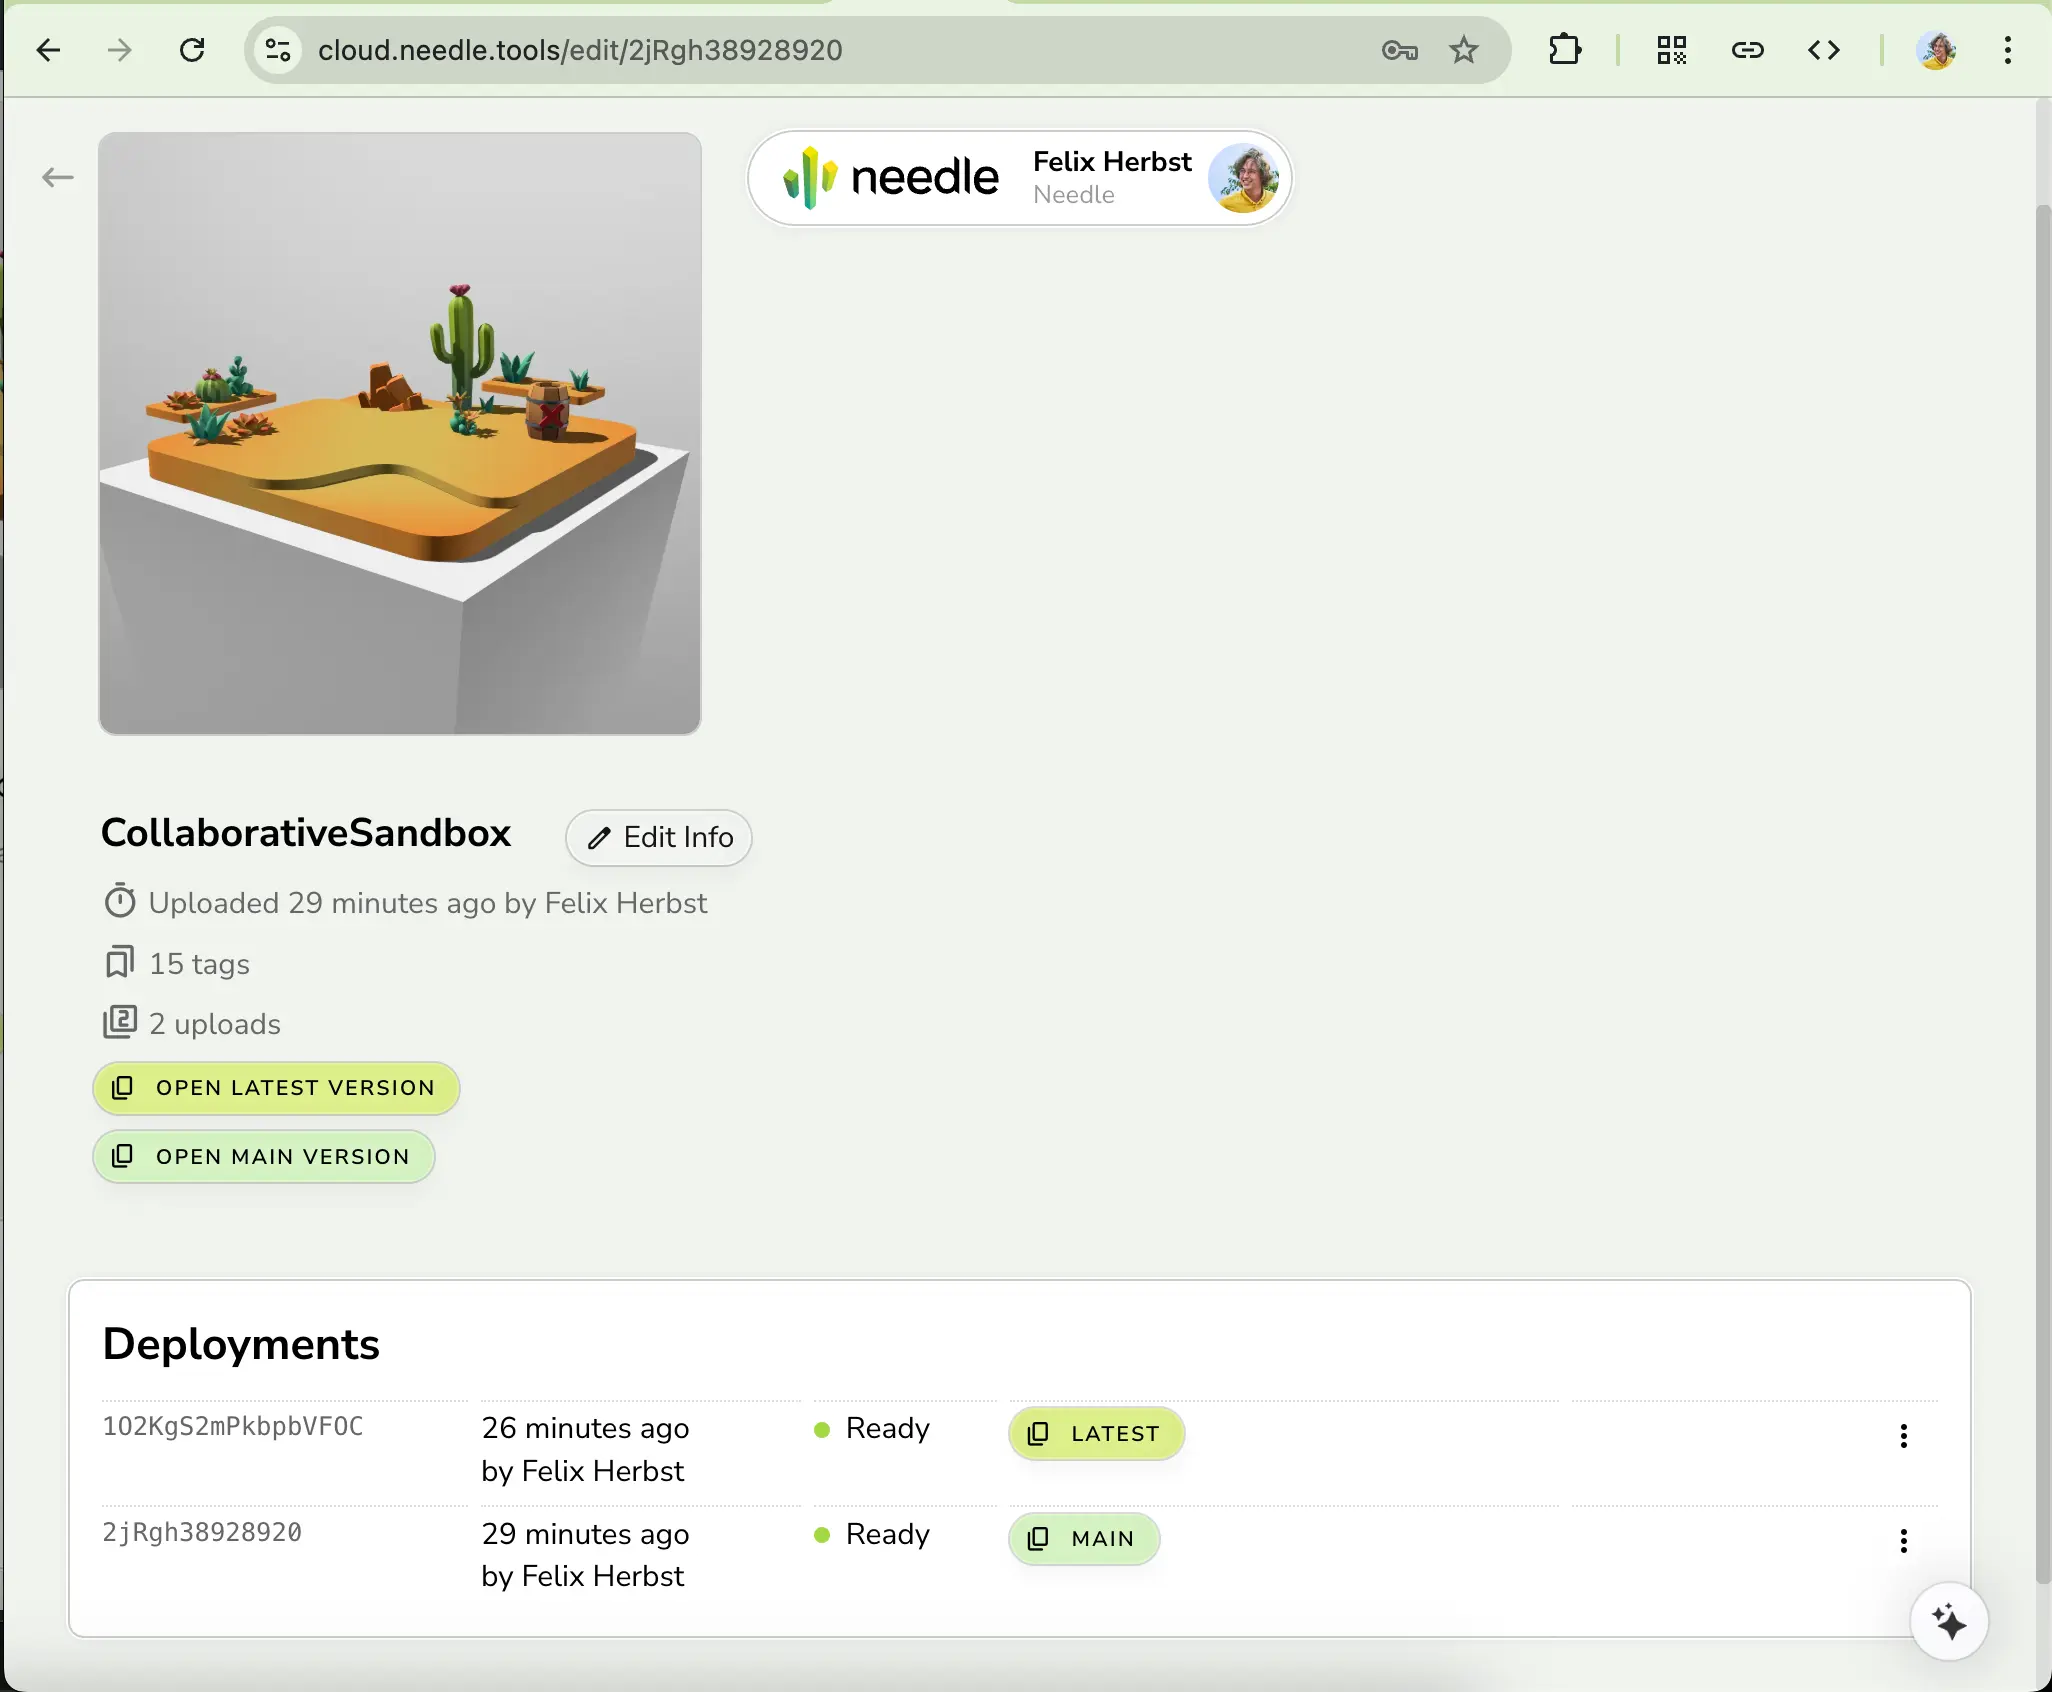 cloud.needle.tools/edit/2jRgh38928920
needle
Felix Herbst
Needle
CollaborativeSandbox
Edit Info
Uploaded 29 minutes ago by Felix Herbst
15 tags
2 uploads
OPEN LATEST VERSION
OPEN MAIN VERSION
Deployments
1O2KgS2mPkbpbVFOC
26 minutes ago
by Felix Herbst
Ready
LATEST
2jRgh38928920
29 minutes ago
by Felix Herbst
Ready
MAIN